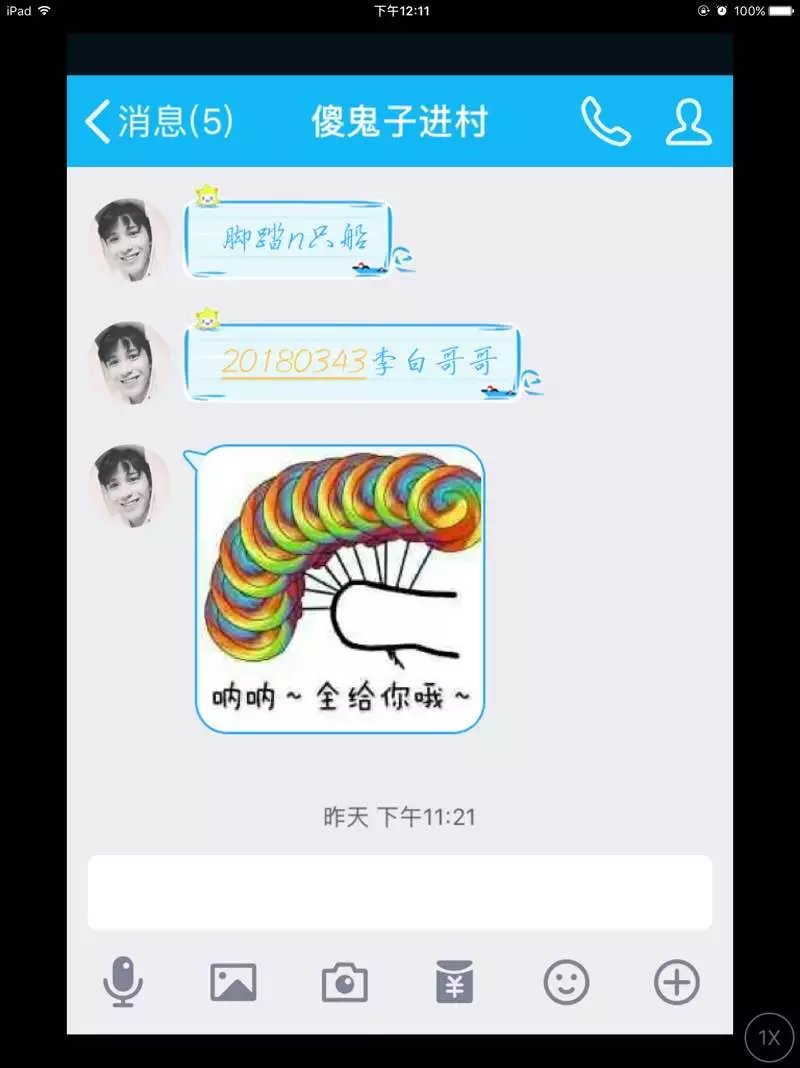 iPad
下午12:11
100%
消息(5)
傻鬼子进村
脚踏n只船
20180343李白哥哥
呐呐~全给你哦~
昨天 下午11:21
¥
1X